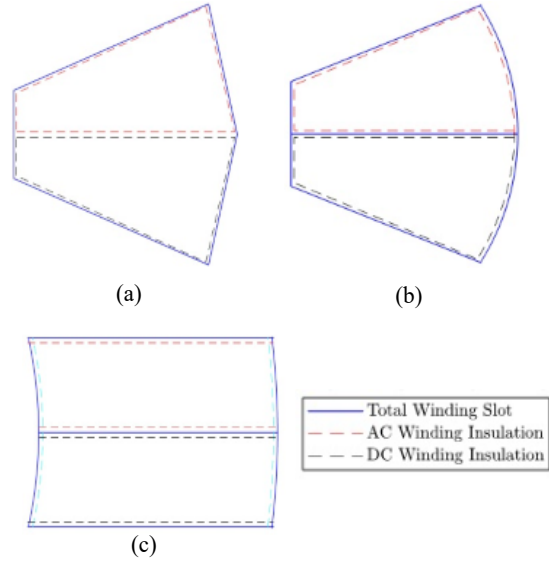 (a)
(b)
Total Winding Slot
AC Winding Insulation
DC Winding Insulation
(c)